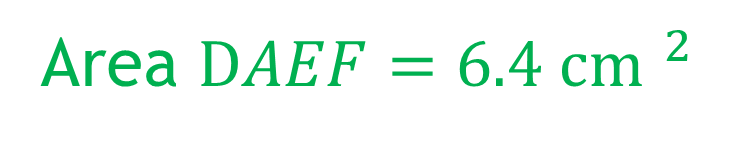 Area DAEF = 6.4 cm ²